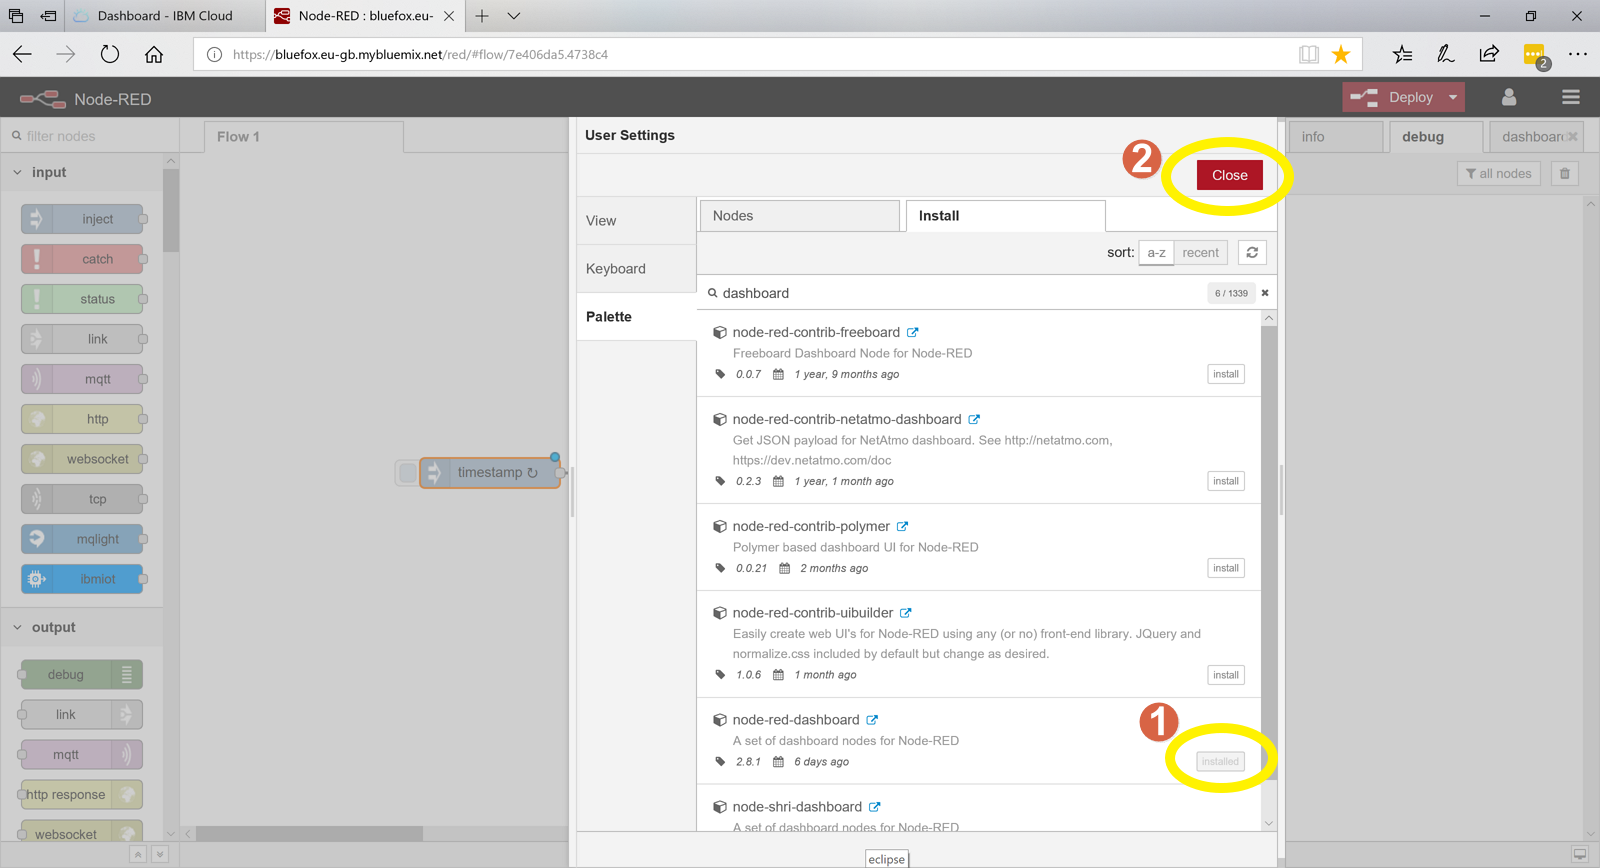 Dashboard - IBM Cloud
Node-RED : bluefox.eu-
https://bluefox.eu-gb.mybluemix.net/red/#flow/7e406da5.4738c4
2
Node-RED
Deploy
filter nodes
Flow 1
User Settings
info
debug
dashboard
2
Close
all nodes
input
inject
catch
status
link
mqtt
http
websocket
tcp
mqlight
ibmiot
output
debug
link
mqtt
http response
websocket
timestamp ↻
View
Keyboard
Palette
Nodes
Install
sort:
a-z
recent
dashboard
6 / 1339
node-red-contrib-freeboard
Freeboard Dashboard Node for Node-RED
0.0.7
1 year, 9 months ago
install
node-red-contrib-netatmo-dashboard
Get JSON payload for NetAtmo dashboard. See http://netatmo.com,
https://dev.netatmo.com/doc
0.2.3
1 year, 1 month ago
install
node-red-contrib-polymer
Polymer based dashboard UI for Node-RED
0.0.21
2 months ago
install
node-red-contrib-uibuilder
Easily create web UI's for Node-RED using any (or no) front-end library. JQuery and
normalize.css included by default but change as desired.
1.0.6
1 month ago
install
node-red-dashboard
1
A set of dashboard nodes for Node-RED
2.8.1
6 days ago
installed
node-shri-dashboard
A set of dashboard nodes for Node-RED
eclipse